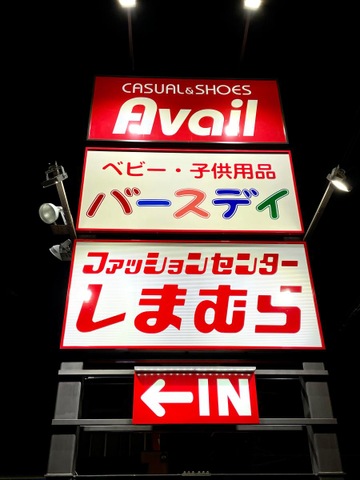 CASUAL&SHOES
Avail
ベビー・子供用品
バースデイ
ファッションセンター
しまむら
←IN